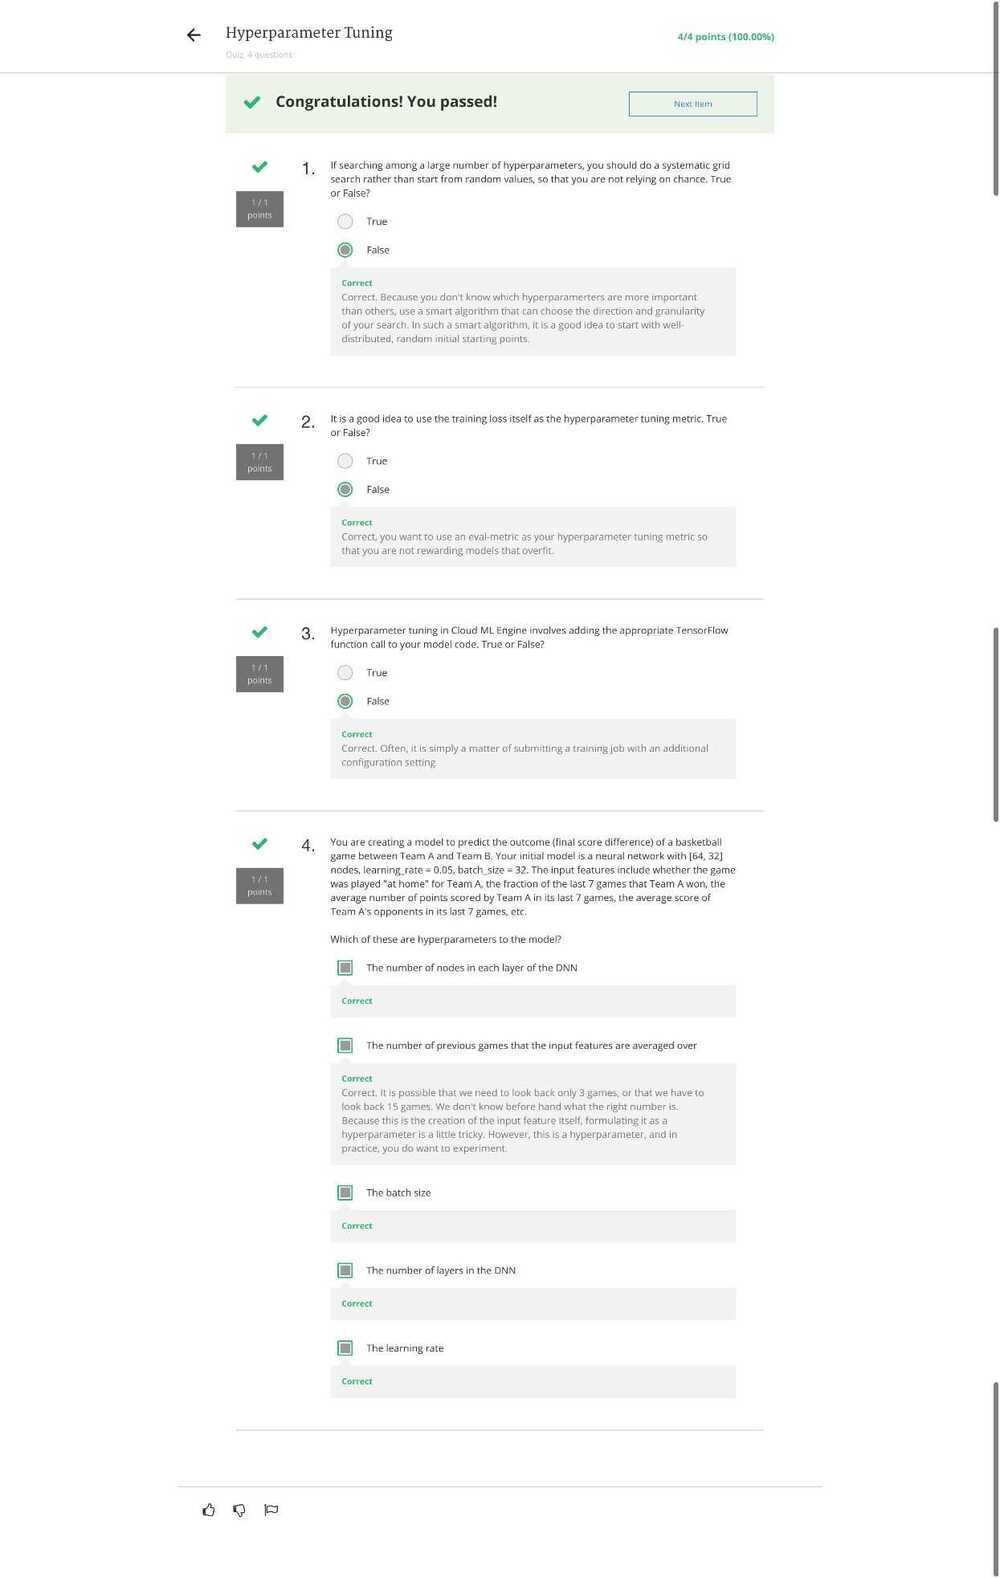 Hyperparameter Tuning
4/4 points (100.00%)
Quiz, 4 questions
Congratulations! You passed!
Next Item
1.
1 / 1
points
If searching among a large number of hyperparameters, you should do a systematic grid
search rather than start from random values, so that you are not relying on chance. True
or False?
True
False
Correct
Correct. Because you don't know which hyperparamerters are more important
than others, use a smart algorithm that can choose the direction and granularity
of your search. In such a smart algorithm, it is a good idea to start with well-
distributed, random initial starting points.
2.
1 / 1
points
It is a good idea to use the training loss itself as the hyperparameter tuning metric. True
or False?
True
False
Correct
Correct, you want to use an eval-metric as your hyperparameter tuning metric so
that you are not rewarding models that overfit.
3.
1 / 1
points
Hyperparameter tuning in Cloud ML Engine involves adding the appropriate TensorFlow
function call to your model code. True or False?
True
False
Correct
Correct. Often, it is simply a matter of submitting a training job with an additional
configuration setting
4.
1 / 1
points
You are creating a model to predict the outcome (final score difference) of a basketball
game between Team A and Team B. Your initial model is a neural network with [64, 32]
nodes, learning_rate = 0.05, batch_size = 32. The input features include whether the game
was played "at home" for Team A, the fraction of the last 7 games that Team A won, the
average number of points scored by Team A in its last 7 games, the average score of
Team A's opponents in its last 7 games, etc.
Which of these are hyperparameters to the model?
The number of nodes in each layer of the DNN
Correct
The number of previous games that the input features are averaged over
Correct
Correct. It is possible that we need to look back only 3 games, or that we have to
look back 15 games. We don't know before hand what the right number is.
Because this is the creation of the input feature itself, formulating it as a
hyperparameter is a little tricky. However, this is a hyperparameter, and in
practice, you do want to experiment.
The batch size
Correct
The number of layers in the DNN
Correct
The learning rate
Correct